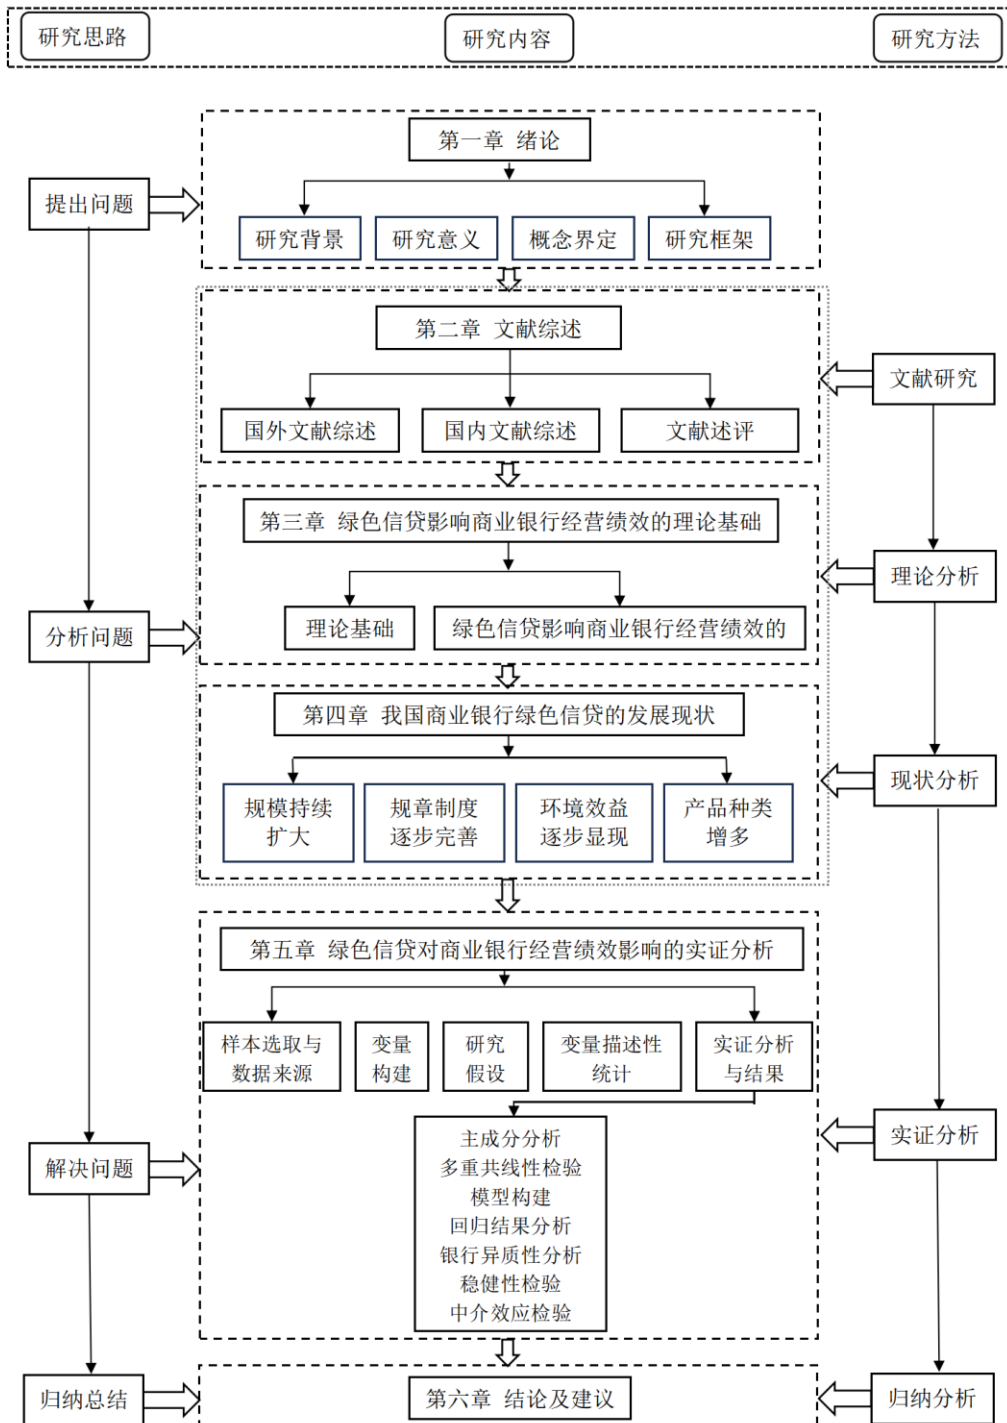 研究思路
研究内容
研究方法
第一章 绪论
提出问题
研究背景
研究意义
概念界定
研究框架
第二章 文献综述
文献研究
国外文献综述
国内文献综述
文献述评
第三章 绿色信贷影响商业银行经营绩效的理论基础
理论分析
分析问题
理论基础
绿色信贷影响商业银行经营绩效的
第四章 我国商业银行绿色信贷的发展现状
现状分析
规模持续
扩大
规章制度
逐步完善
环境效益
逐步显现
产品种类
增多
第五章 绿色信贷对商业银行经营绩效影响的实证分析
样本选取与
数据来源
变量
构建
研究
假设
变量描述性
统计
实证分析
与结果
解决问题
实证分析
主成分分析
多重共线性检验
模型构建
回归结果分析
银行异质性分析
稳健性检验
中介效应检验
归纳总结
第六章 结论及建议
归纳分析